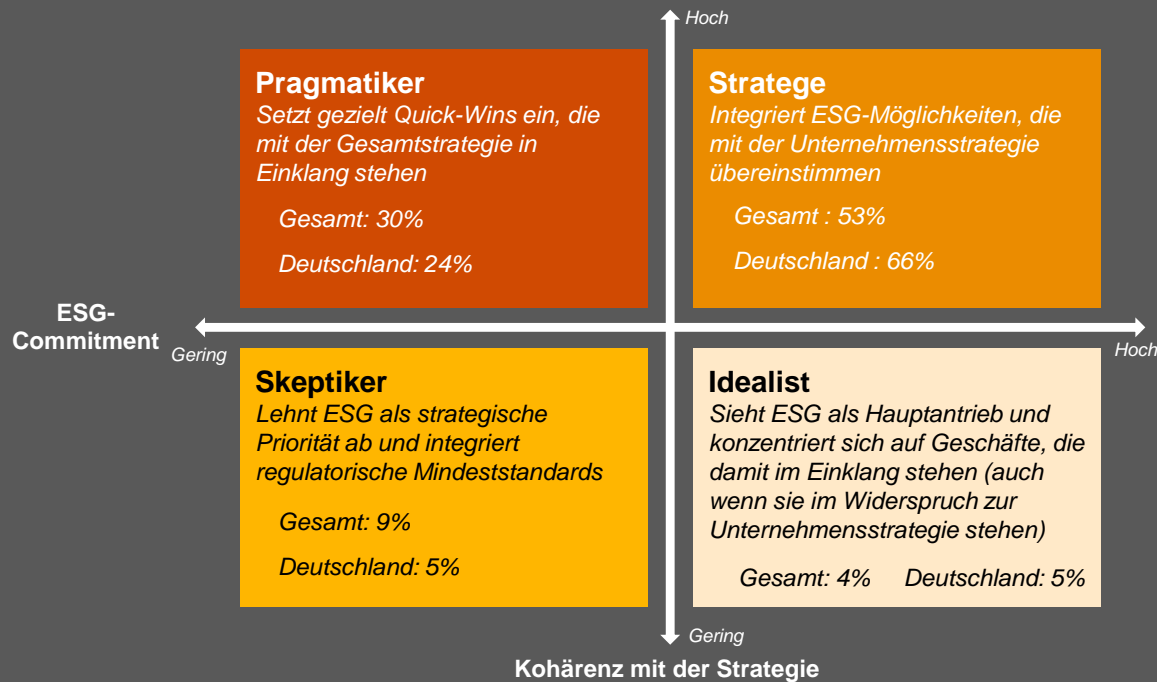 Hoch
Pragmatiker
Setzt gezielt Quick-Wins ein, die
mit der Gesamtstrategie in
Einklang stehen
Gesamt: 30%
Deutschland: 24%
Stratege
Integriert ESG-Möglichkeiten, die
mit der Unternehmensstrategie
übereinstimmen
Gesamt : 53%
Deutschland : 66%
ESG-
Commitment
Gering
Hoch
Skeptiker
Lehnt ESG als strategische
Priorität ab und integriert
regulatorische Mindeststandards
Gesamt: 9%
Deutschland: 5%
Idealist
Sieht ESG als Hauptantrieb und
konzentriert sich auf Geschäfte, die
damit im Einklang stehen (auch
wenn sie im Widerspruch zur
Unternehmensstrategie stehen)
Gesamt: 4% Deutschland: 5%
Gering
Kohärenz mit der Strategie